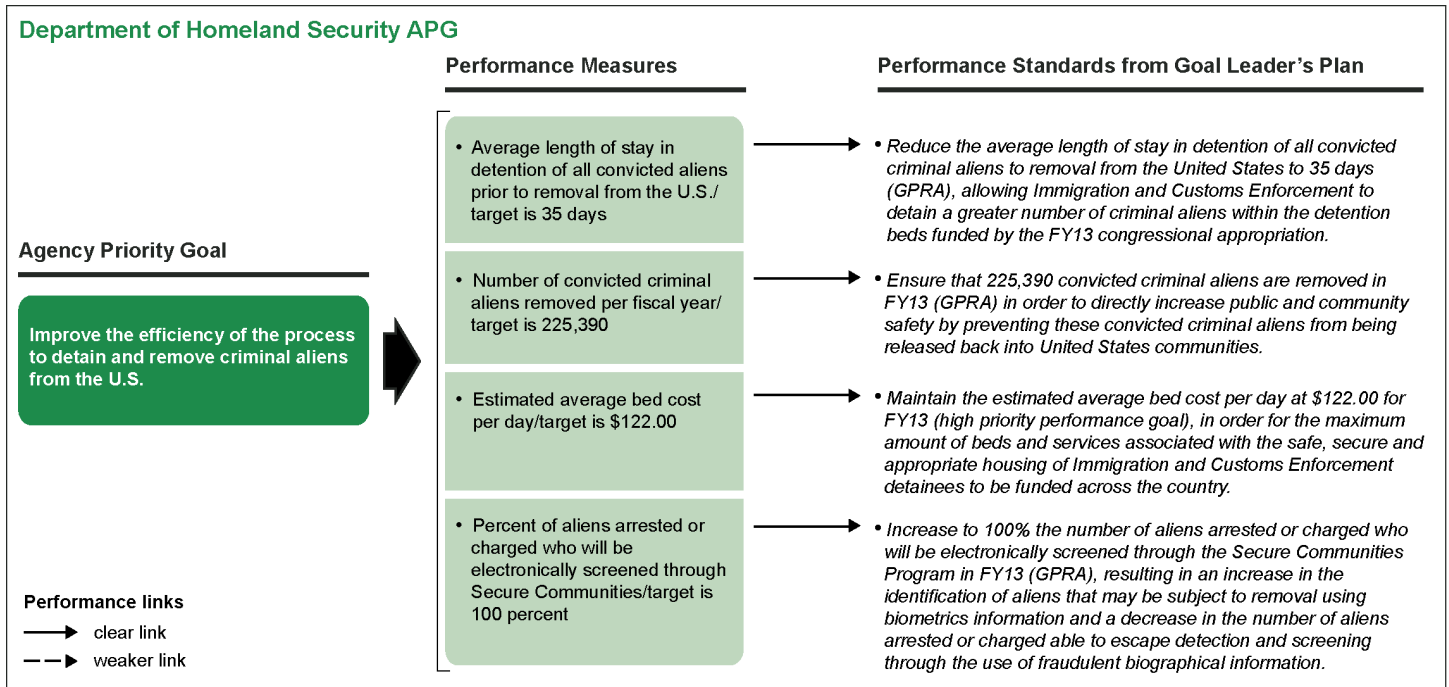 Department of Homeland Security APG
Performance Measures
Performance Standards from Goal Leader's Plan
Agency Priority Goal
Improve the efficiency of the process
to detain and remove criminal aliens
from the U.S.
• Average length of stay in
detention of all convicted aliens
prior to removal from the U.S./
target is 35 days
• Reduce the average length of stay in detention of all convicted
criminal aliens to removal from the United States to 35 days
(GPRA), allowing Immigration and Customs Enforcement to
detain a greater number of criminal aliens within the detention
beds funded by the FY13 congressional appropriation.
• Number of convicted criminal
aliens removed per fiscal year/
target is 225,390
• Ensure that 225,390 convicted criminal aliens are removed in
FY13 (GPRA) in order to directly increase public and community
safety by preventing these convicted criminal aliens from being
released back into United States communities.
• Estimated average bed cost
per day/target is $122.00
• Maintain the estimated average bed cost per day at $122.00 for
FY13 (high priority performance goal), in order for the maximum
amount of beds and services associated with the safe, secure and
appropriate housing of Immigration and Customs Enforcement
detainees to be funded across the country.
• Percent of aliens arrested or
charged who will be
electronically screened through
Secure Communities/target is
100 percent
• Increase to 100% the number of aliens arrested or charged who
will be electronically screened through the Secure Communities
Program in FY13 (GPRA), resulting in an increase in the
identification of aliens that may be subject to removal using
biometrics information and a decrease in the number of aliens
arrested or charged able to escape detection and screening
through the use of fraudulent biographical information.
Performance links
clear link
weaker link